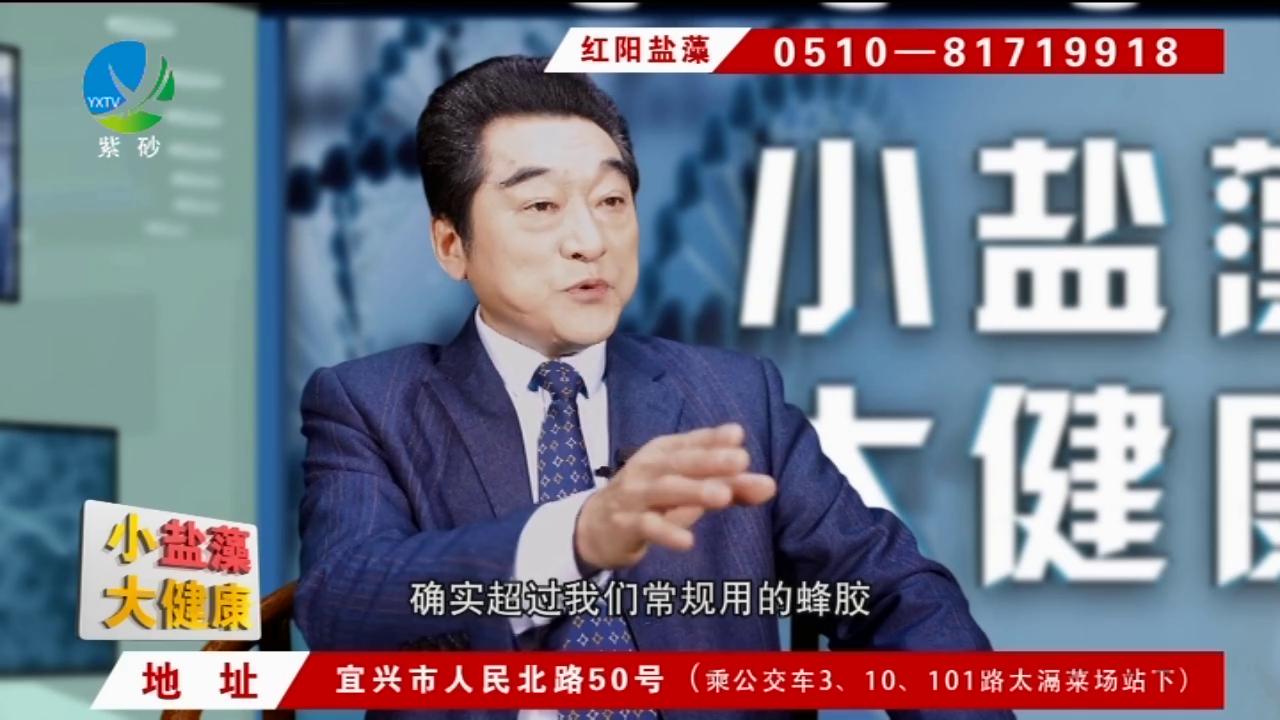 红阳盐藻 0510—81719918
YXTV
紫砂
小盐藻
大健康
小盐藻
大健康
确实超过我们常规用的蜂胶
地址 宜兴市人民北路50号（乘公交车3、10、101路太滆菜场站下）